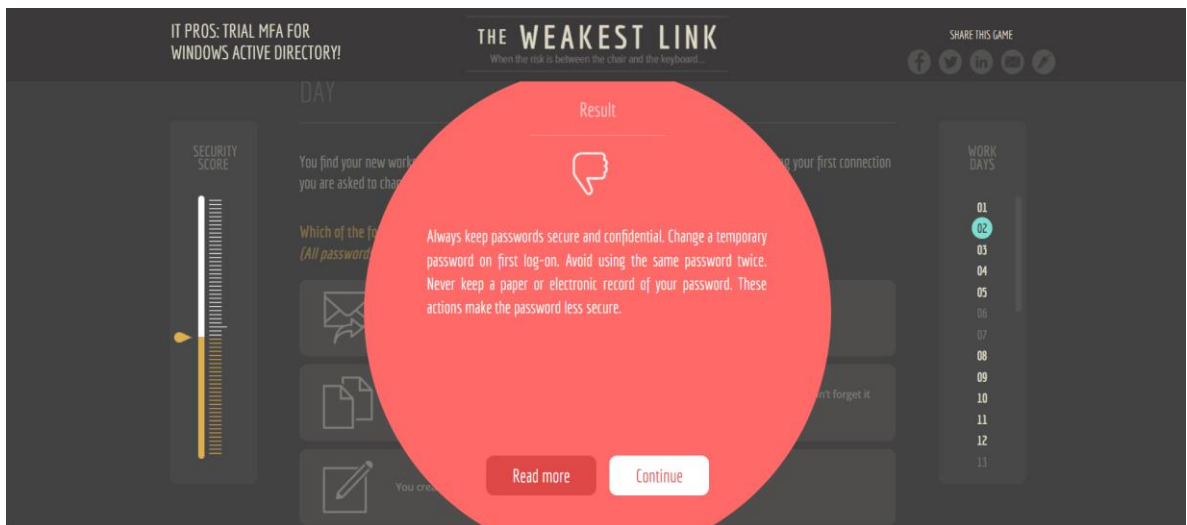 IT PROS: TRIAL MFA FOR
WINDOWS ACTIVE DIRECTORY!
THE WEAKEST LINK
When the risk is between the chair and the keyboard...
SHARE THIS GAME
DAY
Result
SECURITY
SCORE
You find your new
your first connection
you are asked to
Which of the
(All password
Always keep passwords secure and confidential. Change a temporary
password on first log-on. Avoid using the same password twice.
Never keep a paper or electronic record of your password. These
actions make the password less secure.
forget it
You
Read more
Continue
WORK
DAYS
01
02
03
04
05
06
07
08
09
10
11
12
13